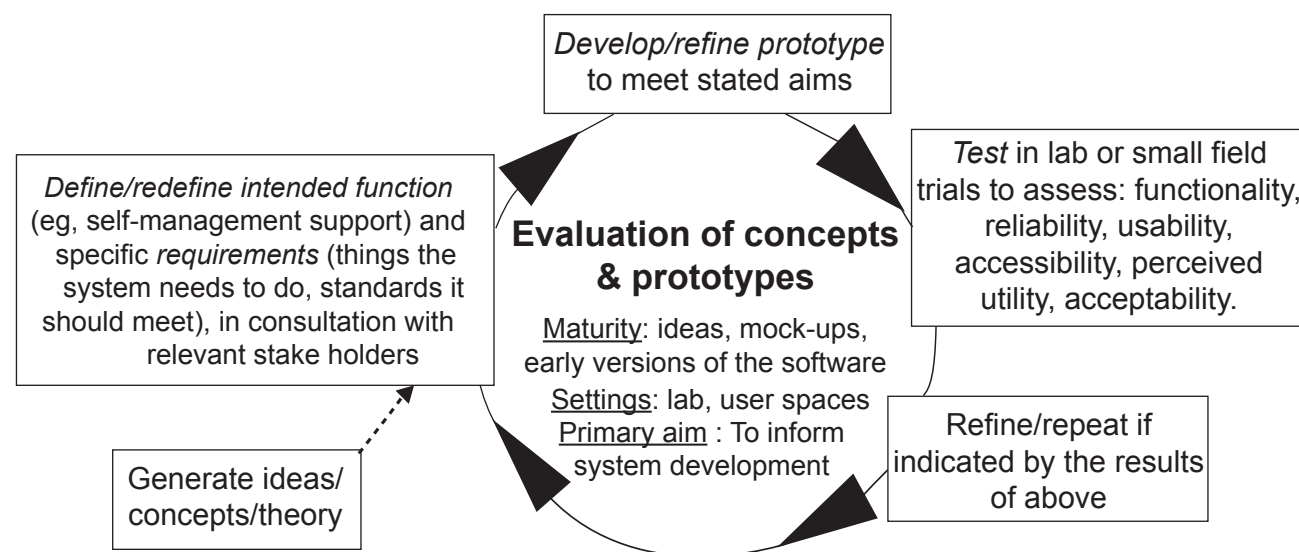 Develop/refine prototype
to meet stated aims
Define/redefine intended function
(eg, self-management support) and
specific requirements (things the
system needs to do, standards it
should meet), in consultation with
relevant stake holders
Test in lab or small field
trials to assess: functionality,
reliability, usability,
accessibility, perceived
utility, acceptability.
Evaluation of concepts
& prototypes
Maturity: ideas, mock-ups,
early versions of the software
Settings: lab, user spaces
Primary aim : To inform
system development
Refine/repeat if
indicated by the results
of above
Generate ideas/
concepts/theory